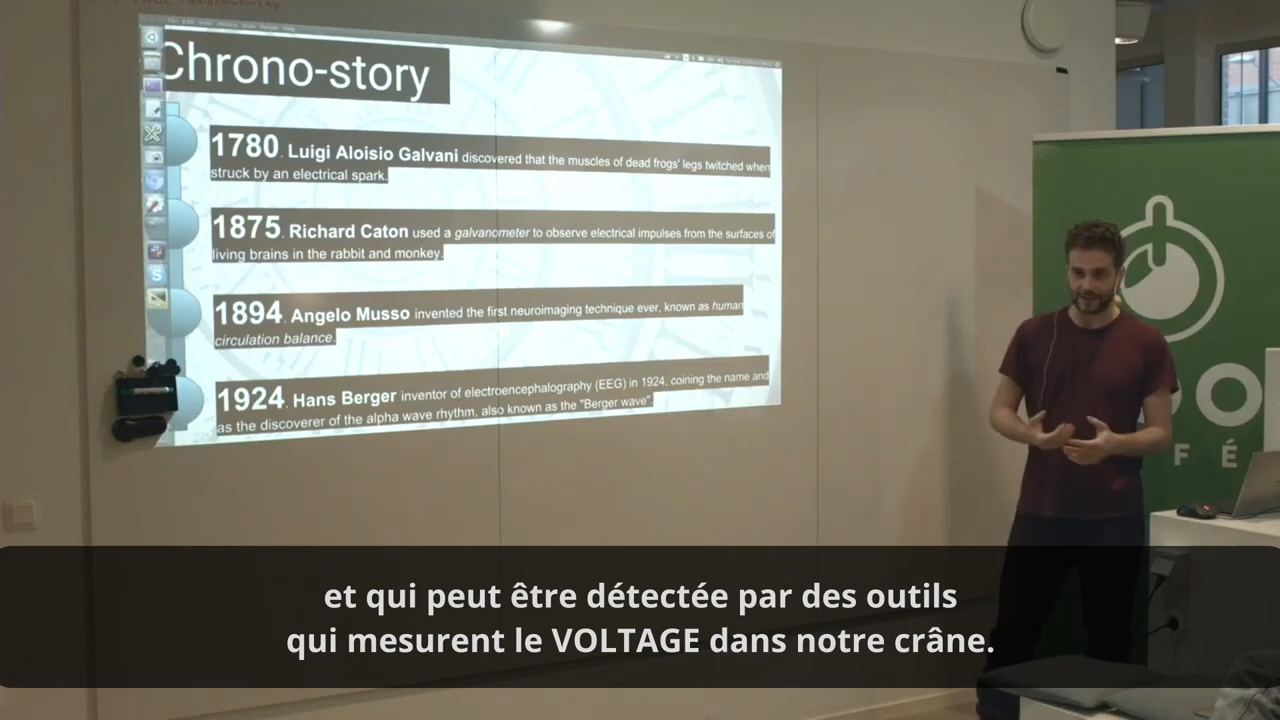 Chrono-story
1780. Luigi Aloisio Galvani discovered that the muscles of dead frogs' legs twitched when
struck by an electrical spark.
1875. Richard Caton used a galvanometer to observe electrical impulses from the surfaces of
living brains in the rabbit and monkey.
1894. Angelo Musso invented the first neuroimaging technique ever, known as human
circulation balance.
1924. Hans Berger inventor of electroencephalography (EEG) in 1924, coining the name and
as the discoverer of the alpha wave rhythm, also known as the "Berger wave".
F É
et qui peut être détectée par des outils
qui mesurent le VOLTAGE dans notre crâne.